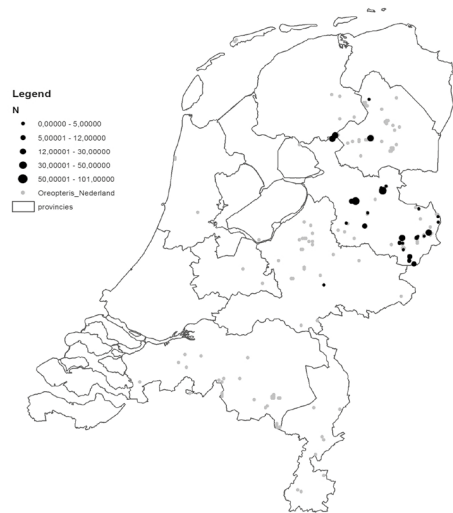 Legend
N
0,00000 - 5,00000
5,00001 - 12,00000
12,00001 - 30,00000
30,00001 - 50,00000
50,00001 - 101,00000
Oreopteris_Nederland
provincies